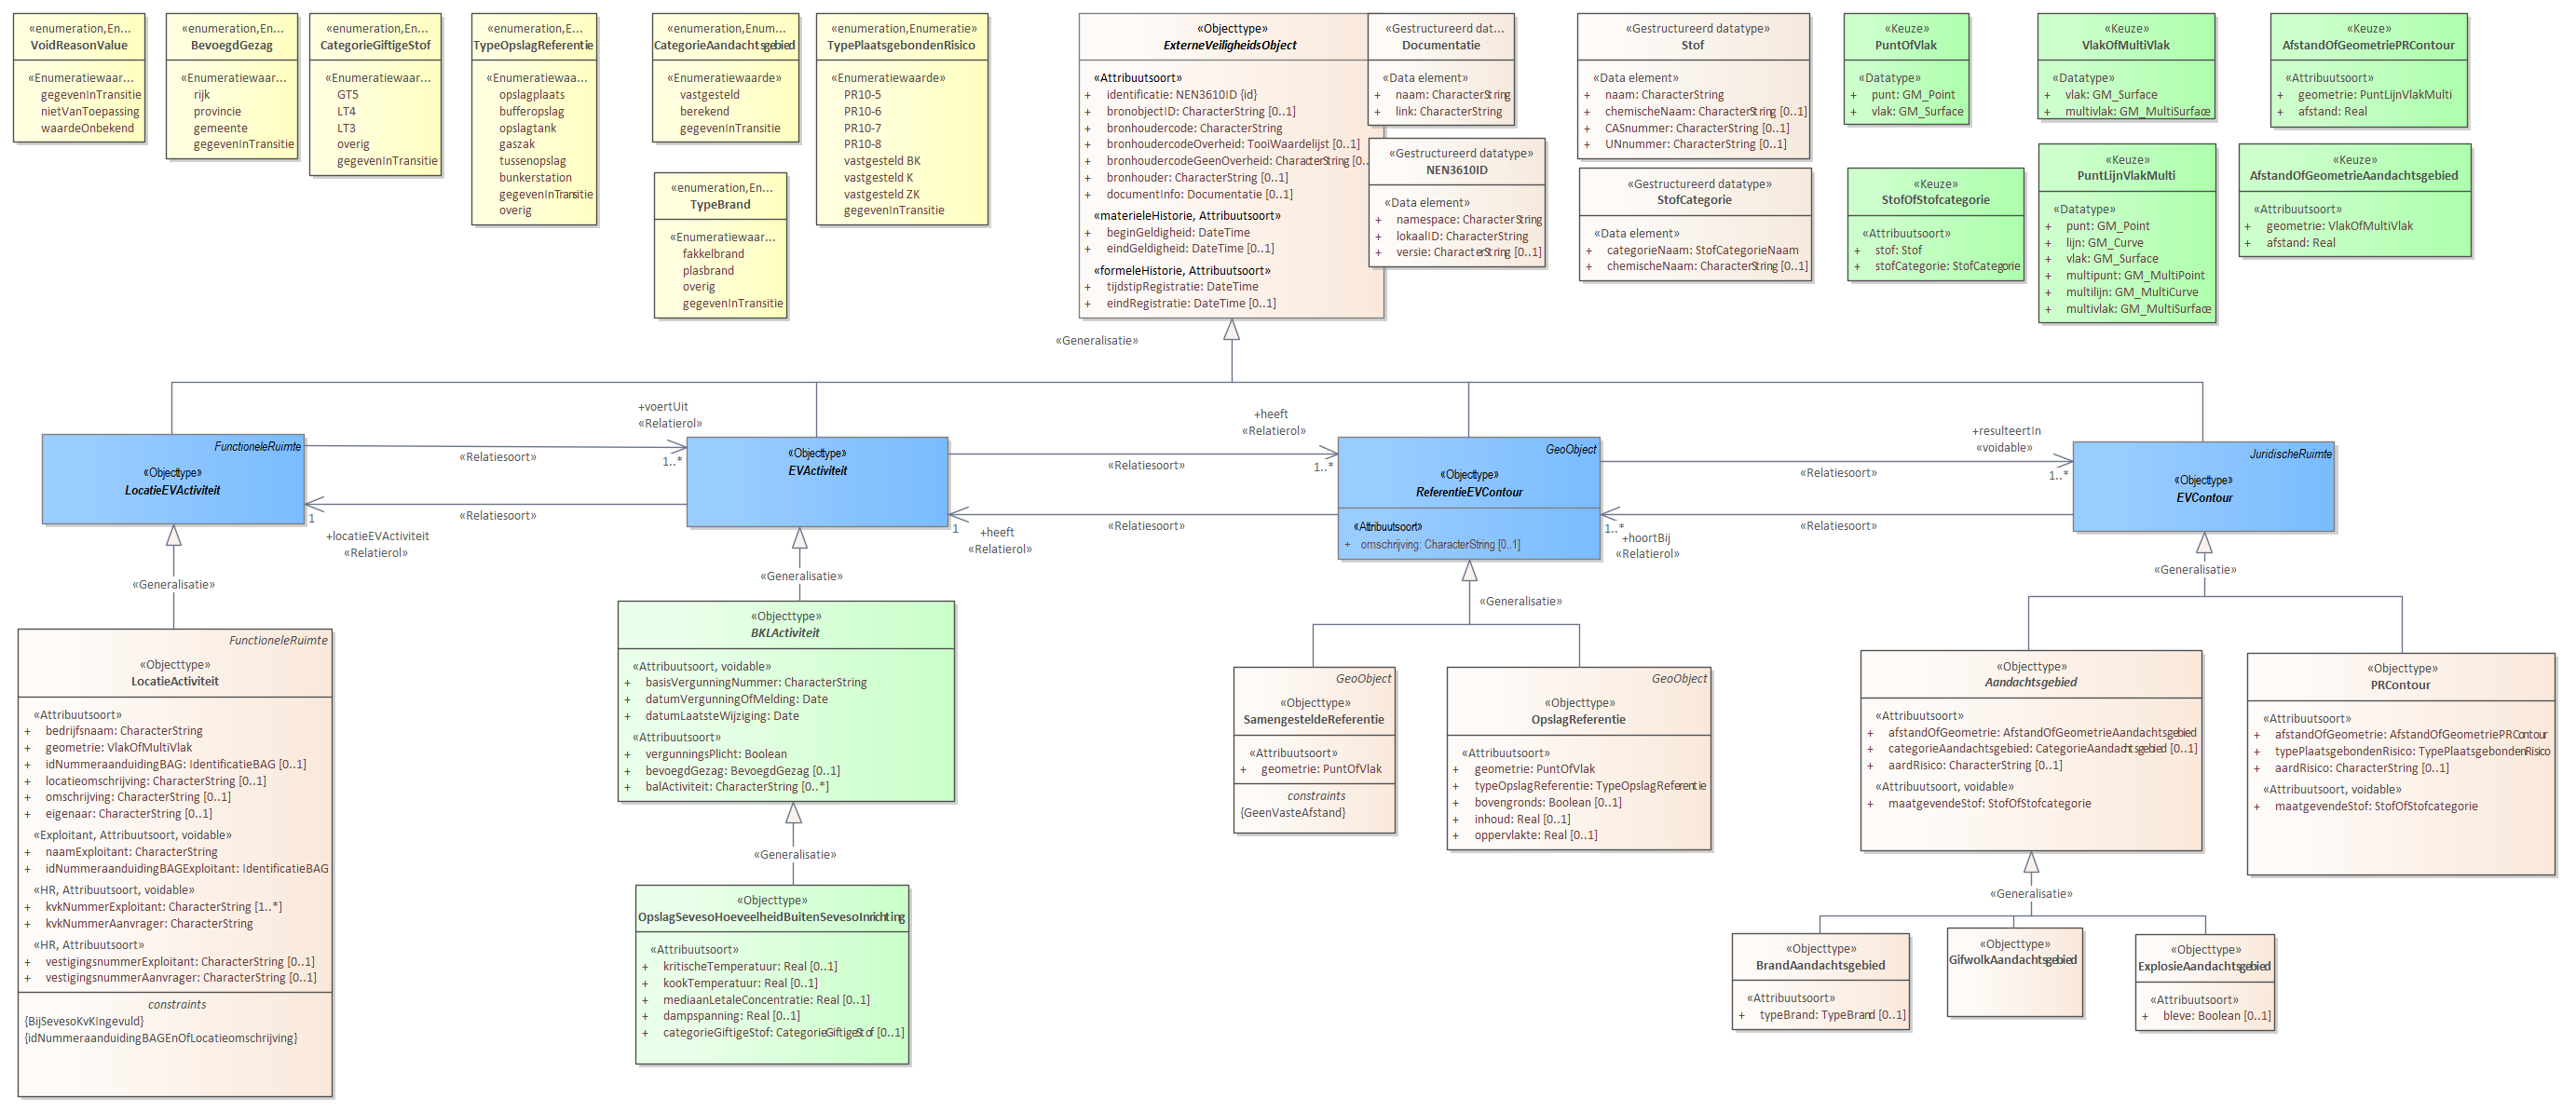 «enumeration,En...
VoidReasonValue
«Enumeratiewaar...
gegevenInTransitie
nietVanToepassing
waardeOnbekend
«enumeration,En...
BevoegdGezag
«Enumeratiewaar...
rijk
provincie
gemeente
gegevenInTransitie
«enumeration,En...
CategorieGiftigeStof
«Enumeratiewaar...
GT5
LT4
LT3
overig
gegevenInTransitie
«enumeration,E...
TypeOpslagReferentie
«Enumeratiewaa...
opslagplaats
bufferopslag
opslagtank
gaszak
tussenopslag
bunkerstation
gegevenInTransitie
overig
«enumeration,Enum...
CategorieAandachtsgebied
«Enumeratiewaarde»
vastgesteld
berekend
gegevenInTransitie
«enumeration,En...
TypeBrand
«Enumeratiewaar...
fakkelbrand
plasbrand
overig
gegevenInTransitie
«enumeration,Enumeratie»
TypePlaatsgebondenRisico
«Enumeratiewaarde»
PR10-5
PR10-6
PR10-7
PR10-8
vastgesteld BK
vastgesteld K
vastgesteld ZK
gegevenInTransitie
«Objecttype»
ExterneVeiligheidsObject
«Attribuutsoort»
+ identificatie: NEN3610ID {id}
+ bronobjectID: CharacterString [0..1]
+ bronhoudercode: CharacterString
+ bronhoudercodeOverheid: TooiWaardelijst [0..1]
+ bronhoudercodeGeenOverheid: CharacterString [0..
+ bronhouder: CharacterString [0..1]
+ documentInfo: Documentatie [0..1]
«materieleHistorie, Attribuutsoort»
+ beginGeldigheid: DateTime
+ eindGeldigheid: DateTime [0..1]
«formeleHistorie, Attribuutsoort»
+ tijdstipRegistratie: DateTime
+ eindRegistratie: DateTime [0..1]
«Gestructureerd dat...
Documentatie
«Data element»
+ naam: CharacterString
+ link: CharacterString
«Gestructureerd datatype»
NEN3610ID
«Data element»
+ namespace: CharacterString
+ lokaalID: CharacterString
+ versie: CharacterString [0..1]
«Gestructureerd datatype»
Stof
«Data element»
+ naam: CharacterString
+ chemischeNaam: CharacterString [0..1]
+ CASnummer: CharacterString [0..1]
+ UNnummer: CharacterString [0..1]
«Gestructureerd datatype»
StofCategorie
«Data element»
+ categorieNaam: StofCategorieNaam
+ chemischeNaam: CharacterString [0..1]
«Keuze»
PuntOfVlak
«Datatype»
+ punt: GM_Point
+ vlak: GM_Surface
«Keuze»
StofOfStofcategorie
«Attribuutsoort»
+ stof: Stof
+ stofCategorie: StofCategorie
«Keuze»
VlakOfMultiVlak
«Datatype»
+ vlak: GM_Surface
+ multivlak: GM_MultiSurface
«Keuze»
PuntLijnVlakMulti
«Datatype»
+ punt: GM_Point
+ lijn: GM_Curve
+ vlak: GM_Surface
+ multipunt: GM_MultiPoint
+ multilijn: GM_MultiCurve
+ multivlak: GM_MultiSurface
«Keuze»
AfstandOfGeometriePRContour
«Attribuutsoort»
+ geometrie: PuntLijnVlakMulti
+ afstand: Real
«Keuze»
AfstandOfGeometrieAandachtsgebied
«Attribuutsoort»
+ geometrie: VlakOfMultiVlak
+ afstand: Real
«Generalisatie»
FunctioneleRuimte
«Objecttype»
LocatieEVActiviteit
+voertUit
«Relatierol»
1..*
«Relatiesoort»
«Relatiesoort»
1
+locatieEVActiviteit
«Relatierol»
«Objecttype»
EVActiviteit
+heeft
«Relatierol»
1..*
«Relatiesoort»
«Relatiesoort»
1
+heeft
«Relatierol»
GeoObject
«Objecttype»
ReferentieEVContour
«Attribuutsoort»
+ omschrijving: CharacterString [0..1]
+resulteertIn
«voidable»
1..*
«Relatiesoort»
«Relatiesoort»
1..*
+hoortBij
«Relatierol»
JuridischeRuimte
«Objecttype»
EVContour
«Generalisatie»
«Generalisatie»
«Generalisatie»
«Generalisatie»
FunctioneleRuimte
«Objecttype»
LocatieActiviteit
«Attribuutsoort»
+ bedrijfsnaam: CharacterString
+ geometrie: VlakOfMultiVlak
+ idNummeraanduidingBAG: IdentificatieBAG [0..1]
+ locatieomschrijving: CharacterString [0..1]
+ omschrijving: CharacterString [0..1]
+ eigenaar: CharacterString [0..1]
«Exploitant, Attribuutsoort, voidable»
+ naamExploitant: CharacterString
+ idNummeraanduidingBAGExploitant: IdentificatieBAG
«HR, Attribuutsoort, voidable»
+ kvkNummerExploitant: CharacterString [1..*]
+ kvkNummerAanvrager: CharacterString
«HR, Attribuutsoort»
+ vestigingsnummerExploitant: CharacterString [0..1]
+ vestigingsnummerAanvrager: CharacterString [0..1]
constraints
{BijSevesoKvKIngevuld}
{idNummeraanduidingBAGEnOfLocatieomschrijving}
«Objecttype»
BKLActiviteit
«Attribuutsoort, voidable»
+ basisVergunningNummer: CharacterString
+ datumVergunningOfMelding: Date
+ datumLaatsteWijziging: Date
«Attribuutsoort»
+ vergunningsPlicht: Boolean
+ bevoegdGezag: BevoegdGezag [0..1]
+ balActiviteit: CharacterString [0..*]
«Generalisatie»
«Objecttype»
OpslagSevesoHoeveelheidBuitenSevesoInrichting
«Attribuutsoort»
+ kritischeTemperatuur: Real [0..1]
+ kookTemperatuur: Real [0..1]
+ mediaanLetaleConcentratie: Real [0..1]
+ dampspanning: Real [0..1]
+ categorieGiftigeStof: CategorieGiftigeStof [0..1]
GeoObject
«Objecttype»
SamengesteldeReferentie
«Attribuutsoort»
+ geometrie: PuntOfVlak
constraints
{GeenVasteAfstand}
GeoObject
«Objecttype»
OpslagReferentie
«Attribuutsoort»
+ geometrie: PuntOfVlak
+ typeOpslagReferentie: TypeOpslagReferentie
+ bovengronds: Boolean [0..1]
+ inhoud: Real [0..1]
+ oppervlakte: Real [0..1]
«Objecttype»
Aandachtsgebied
«Attribuutsoort»
+ afstandOfGeometrie: AfstandOfGeometrieAandachtsgebied
+ categorieAandachtsgebied: CategorieAandachtsgebied [0..1]
+ aardRisico: CharacterString [0..1]
«Attribuutsoort, voidable»
+ maatgevendeStof: StofOfStofcategorie
«Objecttype»
PRContour
«Attribuutsoort»
+ afstandOfGeometrie: AfstandOfGeometriePRContour
+ typePlaatsgebondenRisico: TypePlaatsgebondenRisico
+ aardRisico: CharacterString [0..1]
«Attribuutsoort, voidable»
+ maatgevendeStof: StofOfStofcategorie
«Generalisatie»
«Objecttype»
BrandAandachtsgebied
«Attribuutsoort»
+ typeBrand: TypeBrand [0..1]
«Objecttype»
GifwolkAandachtsgebied
«Objecttype»
ExplosieAandachtsgebied
«Attribuutsoort»
+ bleve: Boolean [0..1]